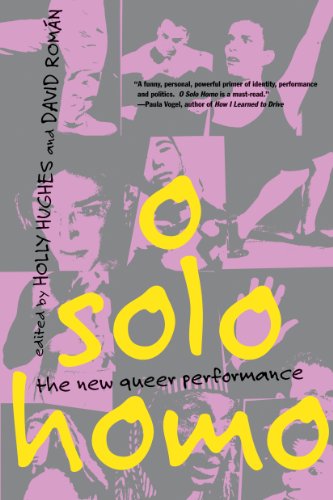 "A funny, personal, powerful primer of identity, performance
and politics. O Solo Homo is a must-read."
—Paula Vogel, author of How I Learned to Drive
edited by HOLLY HUGHES and DAVID ROMÁN
o
solo
the new queer performance
homo